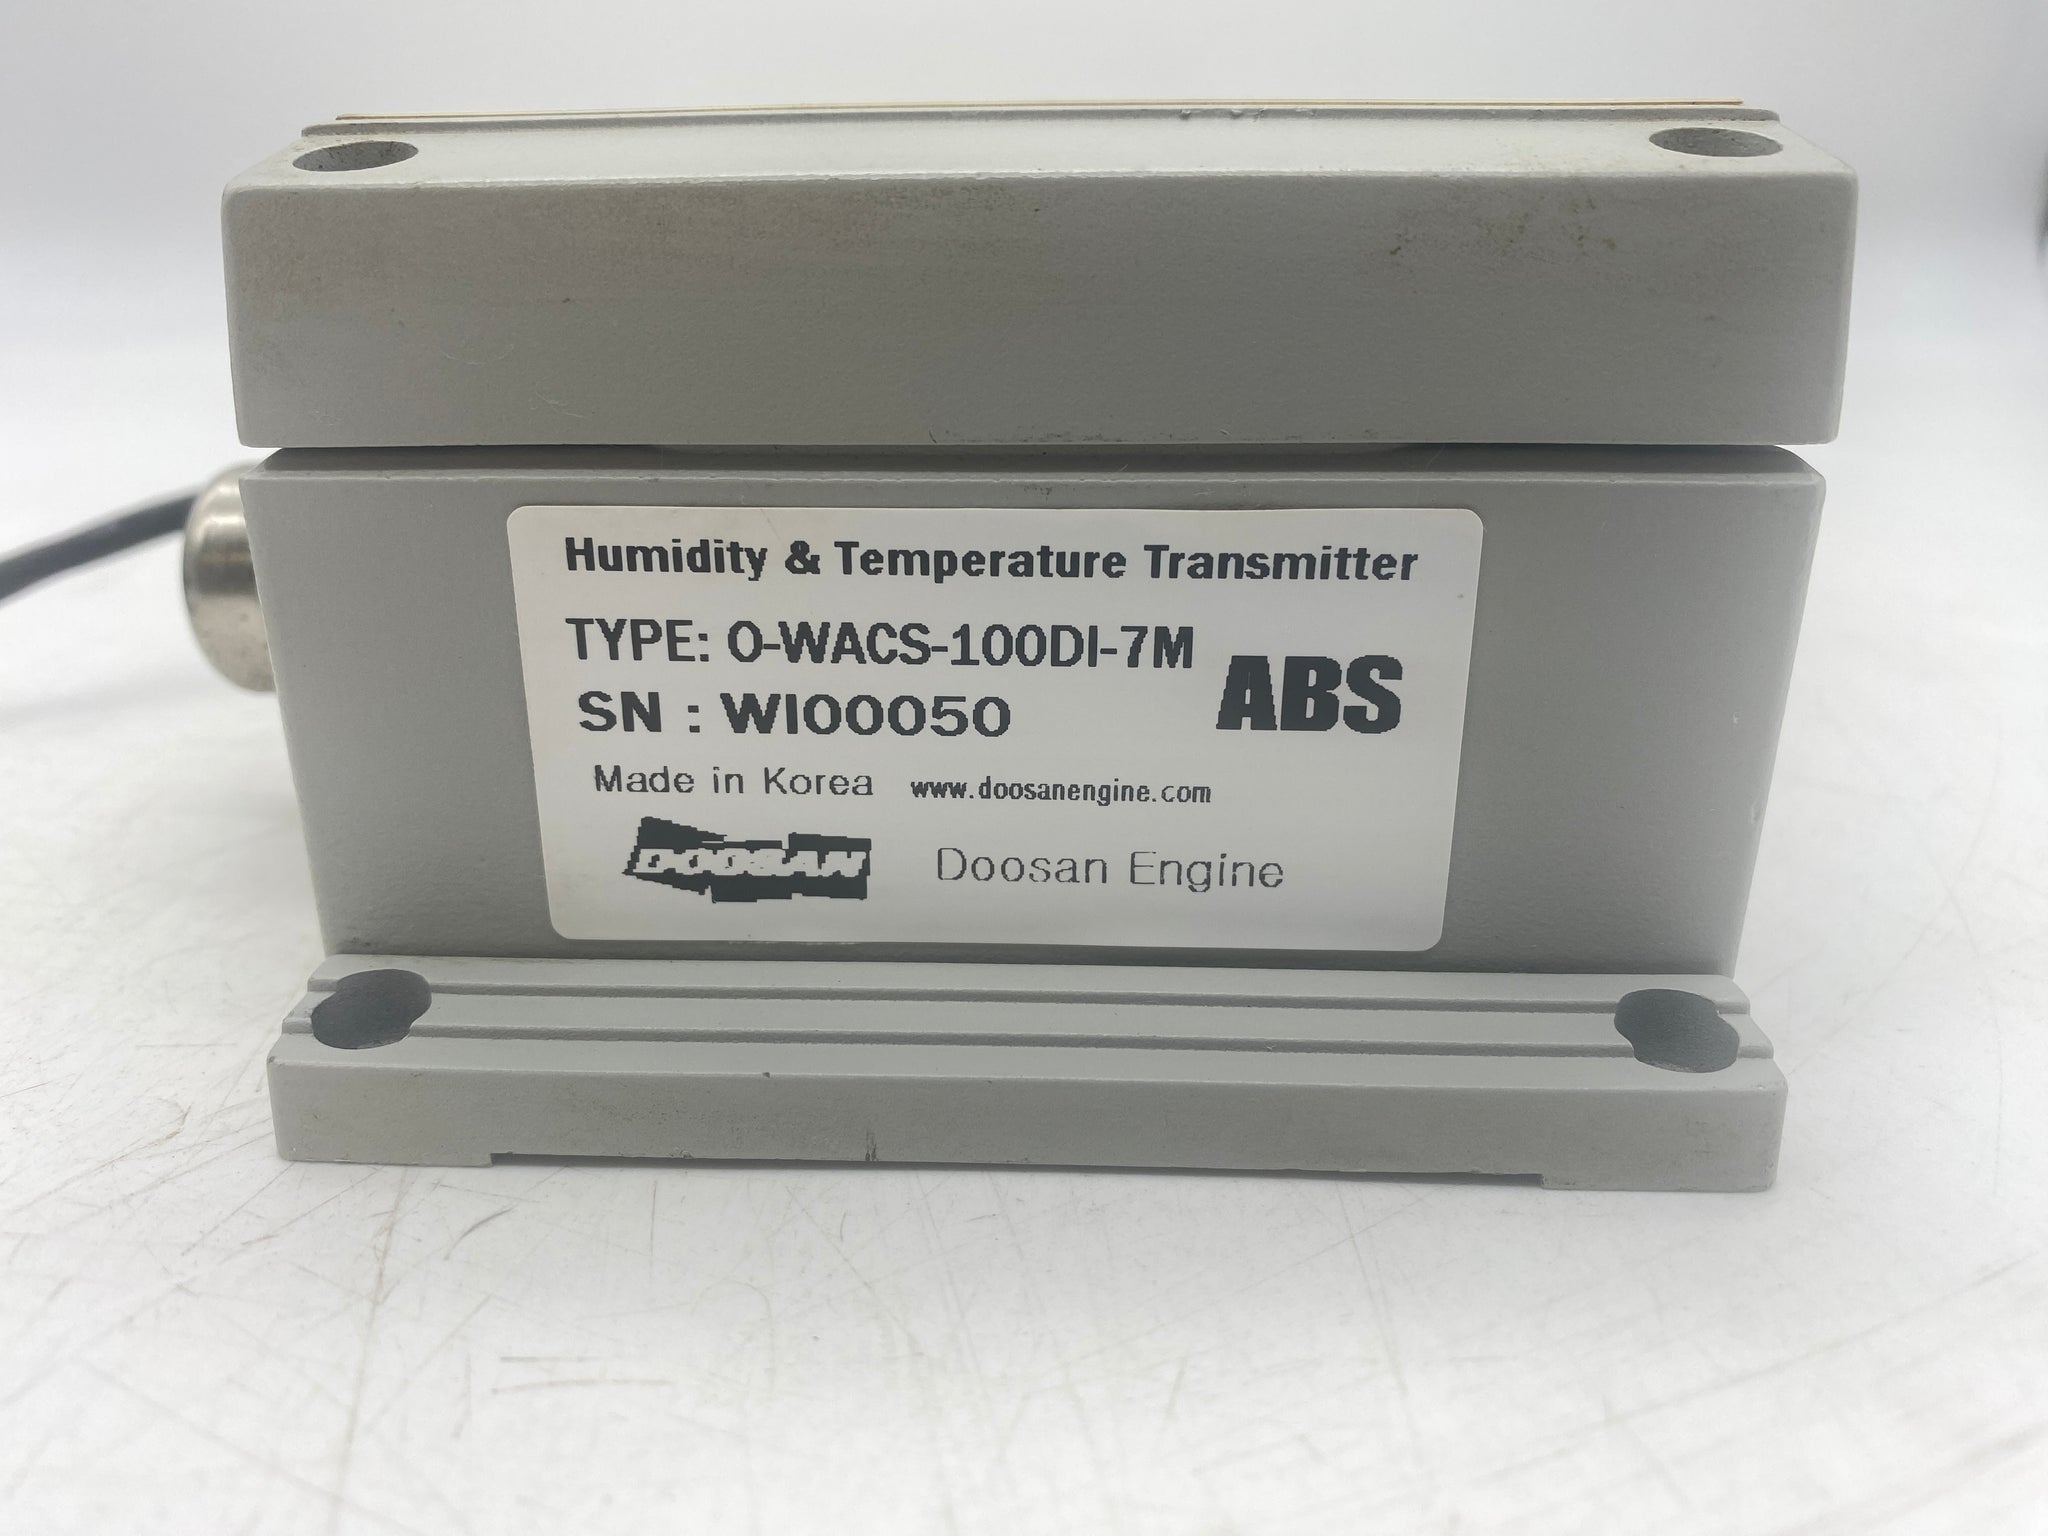 Humidity & Temperature Transmitter
TYPE: O-WACS-100DI-7M
ABS
SN : WI00050
Made in Korea www.doosanengine.com
DOOSAN Doosan Engine